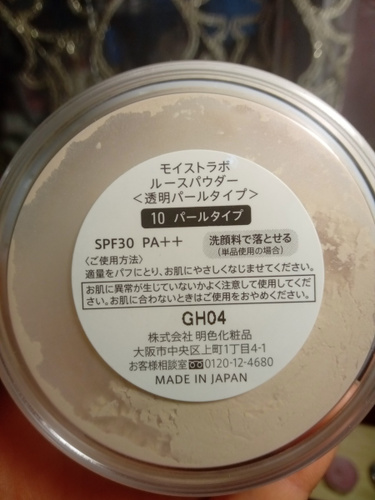 モイストラボ
ルースパウダー
＜透明パールタイプ＞
10 パールタイプ
SPF30 PA++ 洗顔料で落とせる
(単品使用の場合)
〈ご使用方法〉
適量をパフにとり、お肌にやさしくなじませてください。
お肌に異常が生じていないかよく注意して使用してくだ
さい。お肌に合わないときはご使用をおやめください。
GH04
株式会社 明色化粧品
大阪市中央区上町1丁目4-1
お客様相談室 0120-12-4680
MADE IN JAPAN